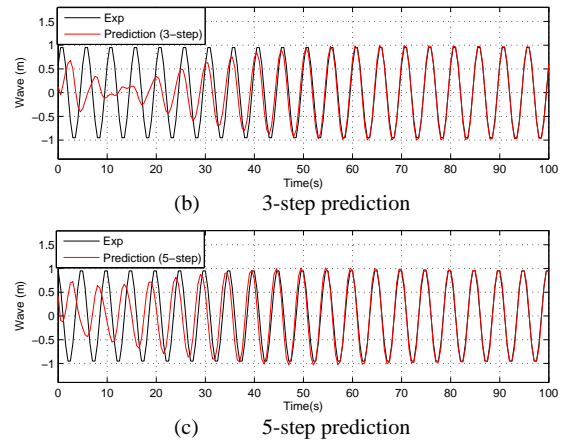 Exp
Prediction (3−step)
1.5
1
0.5
0
−0.5
−1
Wave (m)
0 10 20 30 40 50 60 70 80 90 100
Time(s)
(b) 3-step prediction
Exp
Prediction (5−step)
1.5
1
0.5
0
−0.5
−1
Wave (m)
0 10 20 30 40 50 60 70 80 90 100
Time(s)
(c) 5-step prediction